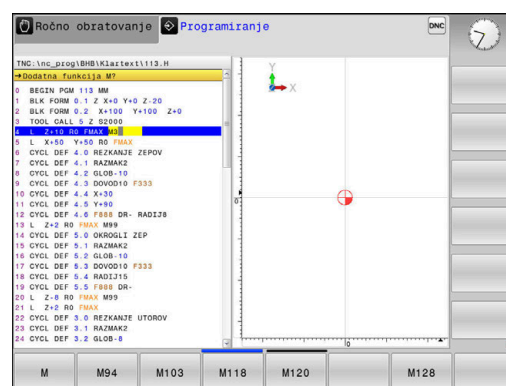 Ročno obratovanje
Programiranje
DNC
TNC:\nc_prog\BHB\Klartext\113.H
→Dodatna funkcija M?
0 BEGIN PGM 113 MM
1 BLK FORM 0.1 Z X+0 Y+0 Z-20
2 BLK FORM 0.2 X+100 Y+100 Z+0
3 TOOL CALL 5 Z S2000
4 L Z+10 R0 FMAX M3
5 L X+50 Y+50 R0 FMAX
6 CYCL DEF 4.0 REZKANJE ZEPOV
7 CYCL DEF 4.1 RAZMAK2
8 CYCL DEF 4.2 GLOB-10
9 CYCL DEF 4.3 DOVOD10 F333
10 CYCL DEF 4.4 X+30
11 CYCL DEF 4.5 Y+90
12 CYCL DEF 4.6 F888 DR- RADIJ8
13 L Z+2 R0 FMAX M99
14 CYCL DEF 5.0 OKROGLI ZEP
15 CYCL DEF 5.1 RAZMAK2
16 CYCL DEF 5.2 GLOB-10
17 CYCL DEF 5.3 DOVOD10 F333
18 CYCL DEF 5.4 RADIJ15
19 CYCL DEF 5.5 F888 DR-
20 L Z-8 R0 FMAX M99
21 L Z+2 R0 FMAX
22 CYCL DEF 3.0 REZKANJE UTOROV
23 CYCL DEF 3.1 RAZMAK2
24 CYCL DEF 3.2 GLOB-8
Y
X
0
0
M M94 M103 M118 M120 M128